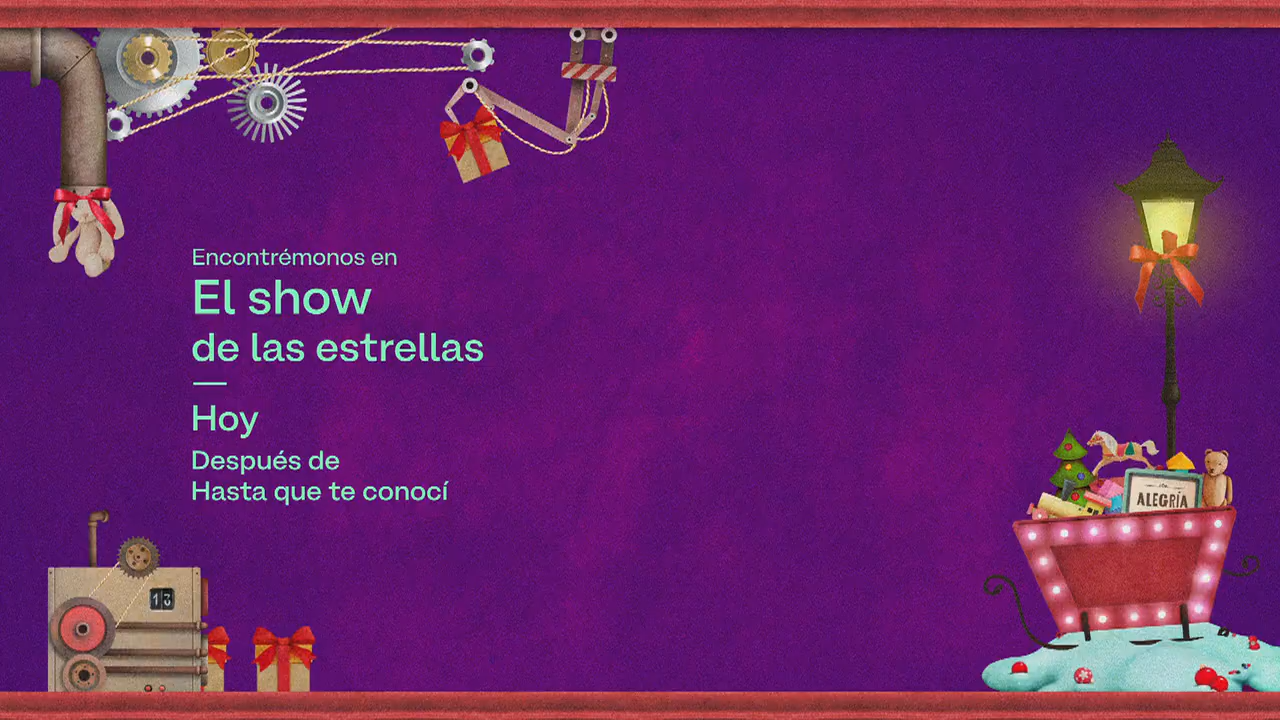 Encontrémonos en
El show
de las estrellas
Hoy
Después de
Hasta que te conocí
ALEGRÍA